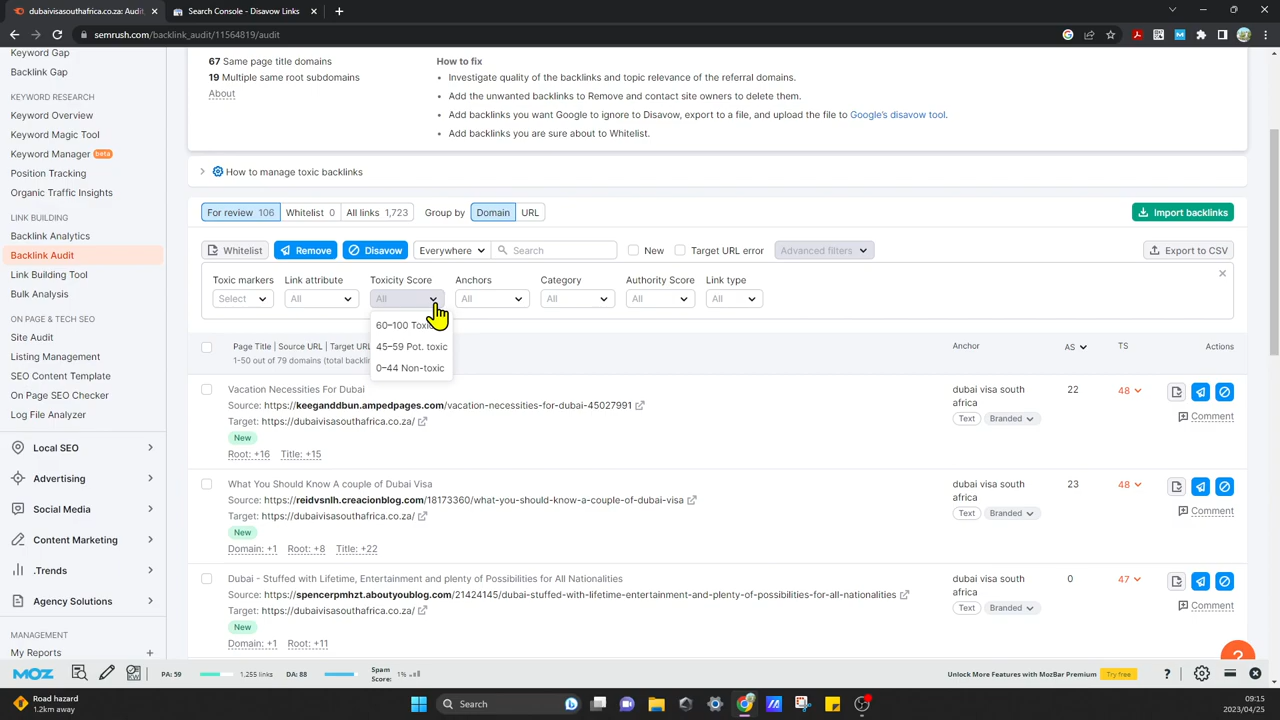 dubaivisasouthafrica.co.za: Audit,
Search Console - Disavow Links
semrush.com/backlink_audit/11564819/audit
Keyword Gap
Backlink Gap
KEYWORD RESEARCH
Keyword Overview
Keyword Magic Tool
Keyword Manager beta
Position Tracking
Organic Traffic Insights
LINK BUILDING
Backlink Analytics
Backlink Audit
Link Building Tool
Bulk Analysis
ON PAGE & TECH SEO
Site Audit
Listing Management
SEO Content Template
On Page SEO Checker
Log File Analyzer
Local SEO
Advertising
Social Media
Content Marketing
.Trends
Agency Solutions
MANAGEMENT
My Reports +
67 Same page title domains
19 Multiple same root subdomains
About
How to fix
• Investigate quality of the backlinks and topic relevance of the referral domains.
• Add the unwanted backlinks to Remove and contact site owners to delete them.
• Add backlinks you want Google to ignore to Disavow, export to a file, and upload the file to Google's disavow tool.
• Add backlinks you are sure about to Whitelist.
How to manage toxic backlinks
For review 106 Whitelist 0 All links 1,723 Group by Domain URL Import backlinks
Whitelist Remove Disavow Everywhere Search New Target URL error Advanced filters Export to CSV
Toxic markers Link attribute Toxicity Score Anchors Category Authority Score Link type
Select All All All All All All
60–100 Toxic
45–59 Pot. toxic
0–44 Non-toxic
Page Title | Source URL | Target URL Anchor AS TS Actions
1-50 out of 79 domains (total backlin
Vacation Necessities For Dubai
Source: https://keeganddbun.ampedpages.com/vacation-necessities-for-dubai-45027991
Target: https://dubaivisasouthafrica.co.za/
New
Root: +16 Title: +15
dubai visa south
africa
Text Branded
22 48
Comment
What You Should Know A couple of Dubai Visa
Source: https://reidvsnlh.creacionblog.com/18173360/what-you-should-know-a-couple-of-dubai-visa
Target: https://dubaivisasouthafrica.co.za/
New
Domain: +1 Root: +8 Title: +22
dubai visa south
africa
Text Branded
23 48
Comment
Dubai - Stuffed with Lifetime, Entertainment and plenty of Possibilities for All Nationalities
Source: https://spencerpmhzt.aboutyoublog.com/21424145/dubai-stuffed-with-lifetime-entertainment-and-plenty-of-possibilities-for-all-nationalities
Target: https://dubaivisasouthafrica.co.za/
New
Domain: +1 Root: +11
dubai visa south
africa
Text Branded
0 47
Comment
?
MOZ PA: 59 1,255 links DA: 88 Spam Score: 1% Unlock More Features with MozBar Premium Try free ?
Road hazard
1.2km away
Search
09:15
2023/04/25